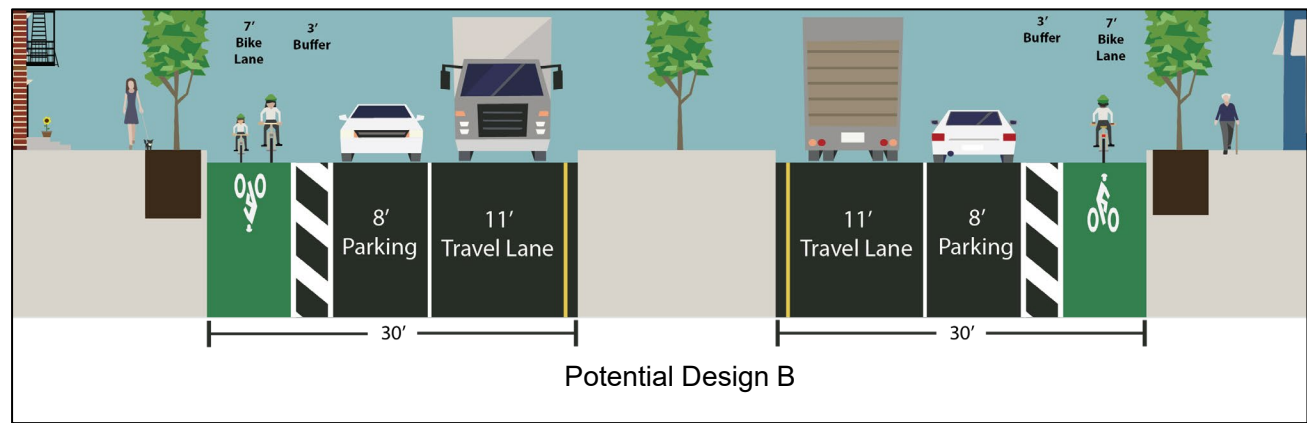 7’
Bike
Lane
3’
Buffer
3’
Buffer
7’
Bike
Lane
8’
Parking
11’
Travel Lane
11’
Travel Lane
8’
Parking
30’
30’
Potential Design B